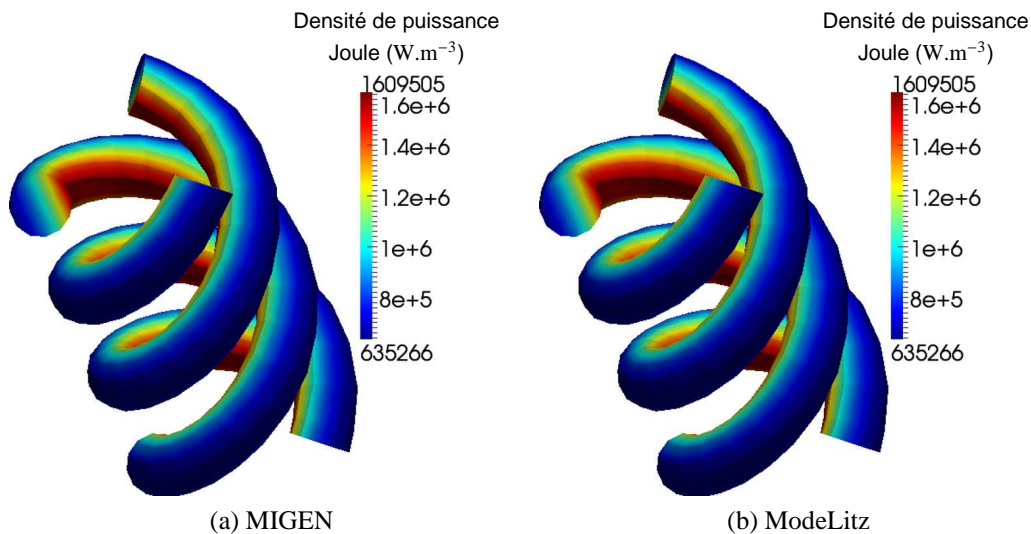 Densité de puissance
Joule (W.m⁻³)
1609505
1.6e+6
1.4e+6
1.2e+6
1e+6
8e+5
635266
(a) MIGEN
Densité de puissance
Joule (W.m⁻³)
1609505
1.6e+6
1.4e+6
1.2e+6
1e+6
8e+5
635266
(b) ModeLitz